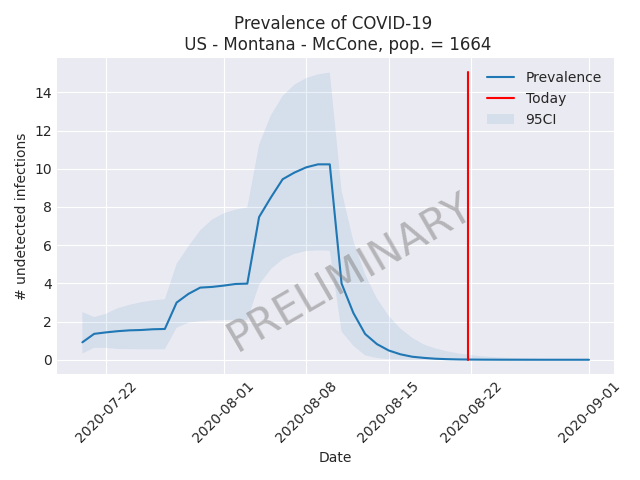 Prevalence of COVID-19
US - Montana - McCone, pop. = 1664
Prevalence
Today
95CI
14
12
10
8
6
4
2
0
# undetected infections
PRELIMINARY
2020-07-22
2020-08-01
2020-08-08
2020-08-15
2020-08-22
2020-09-01
Date